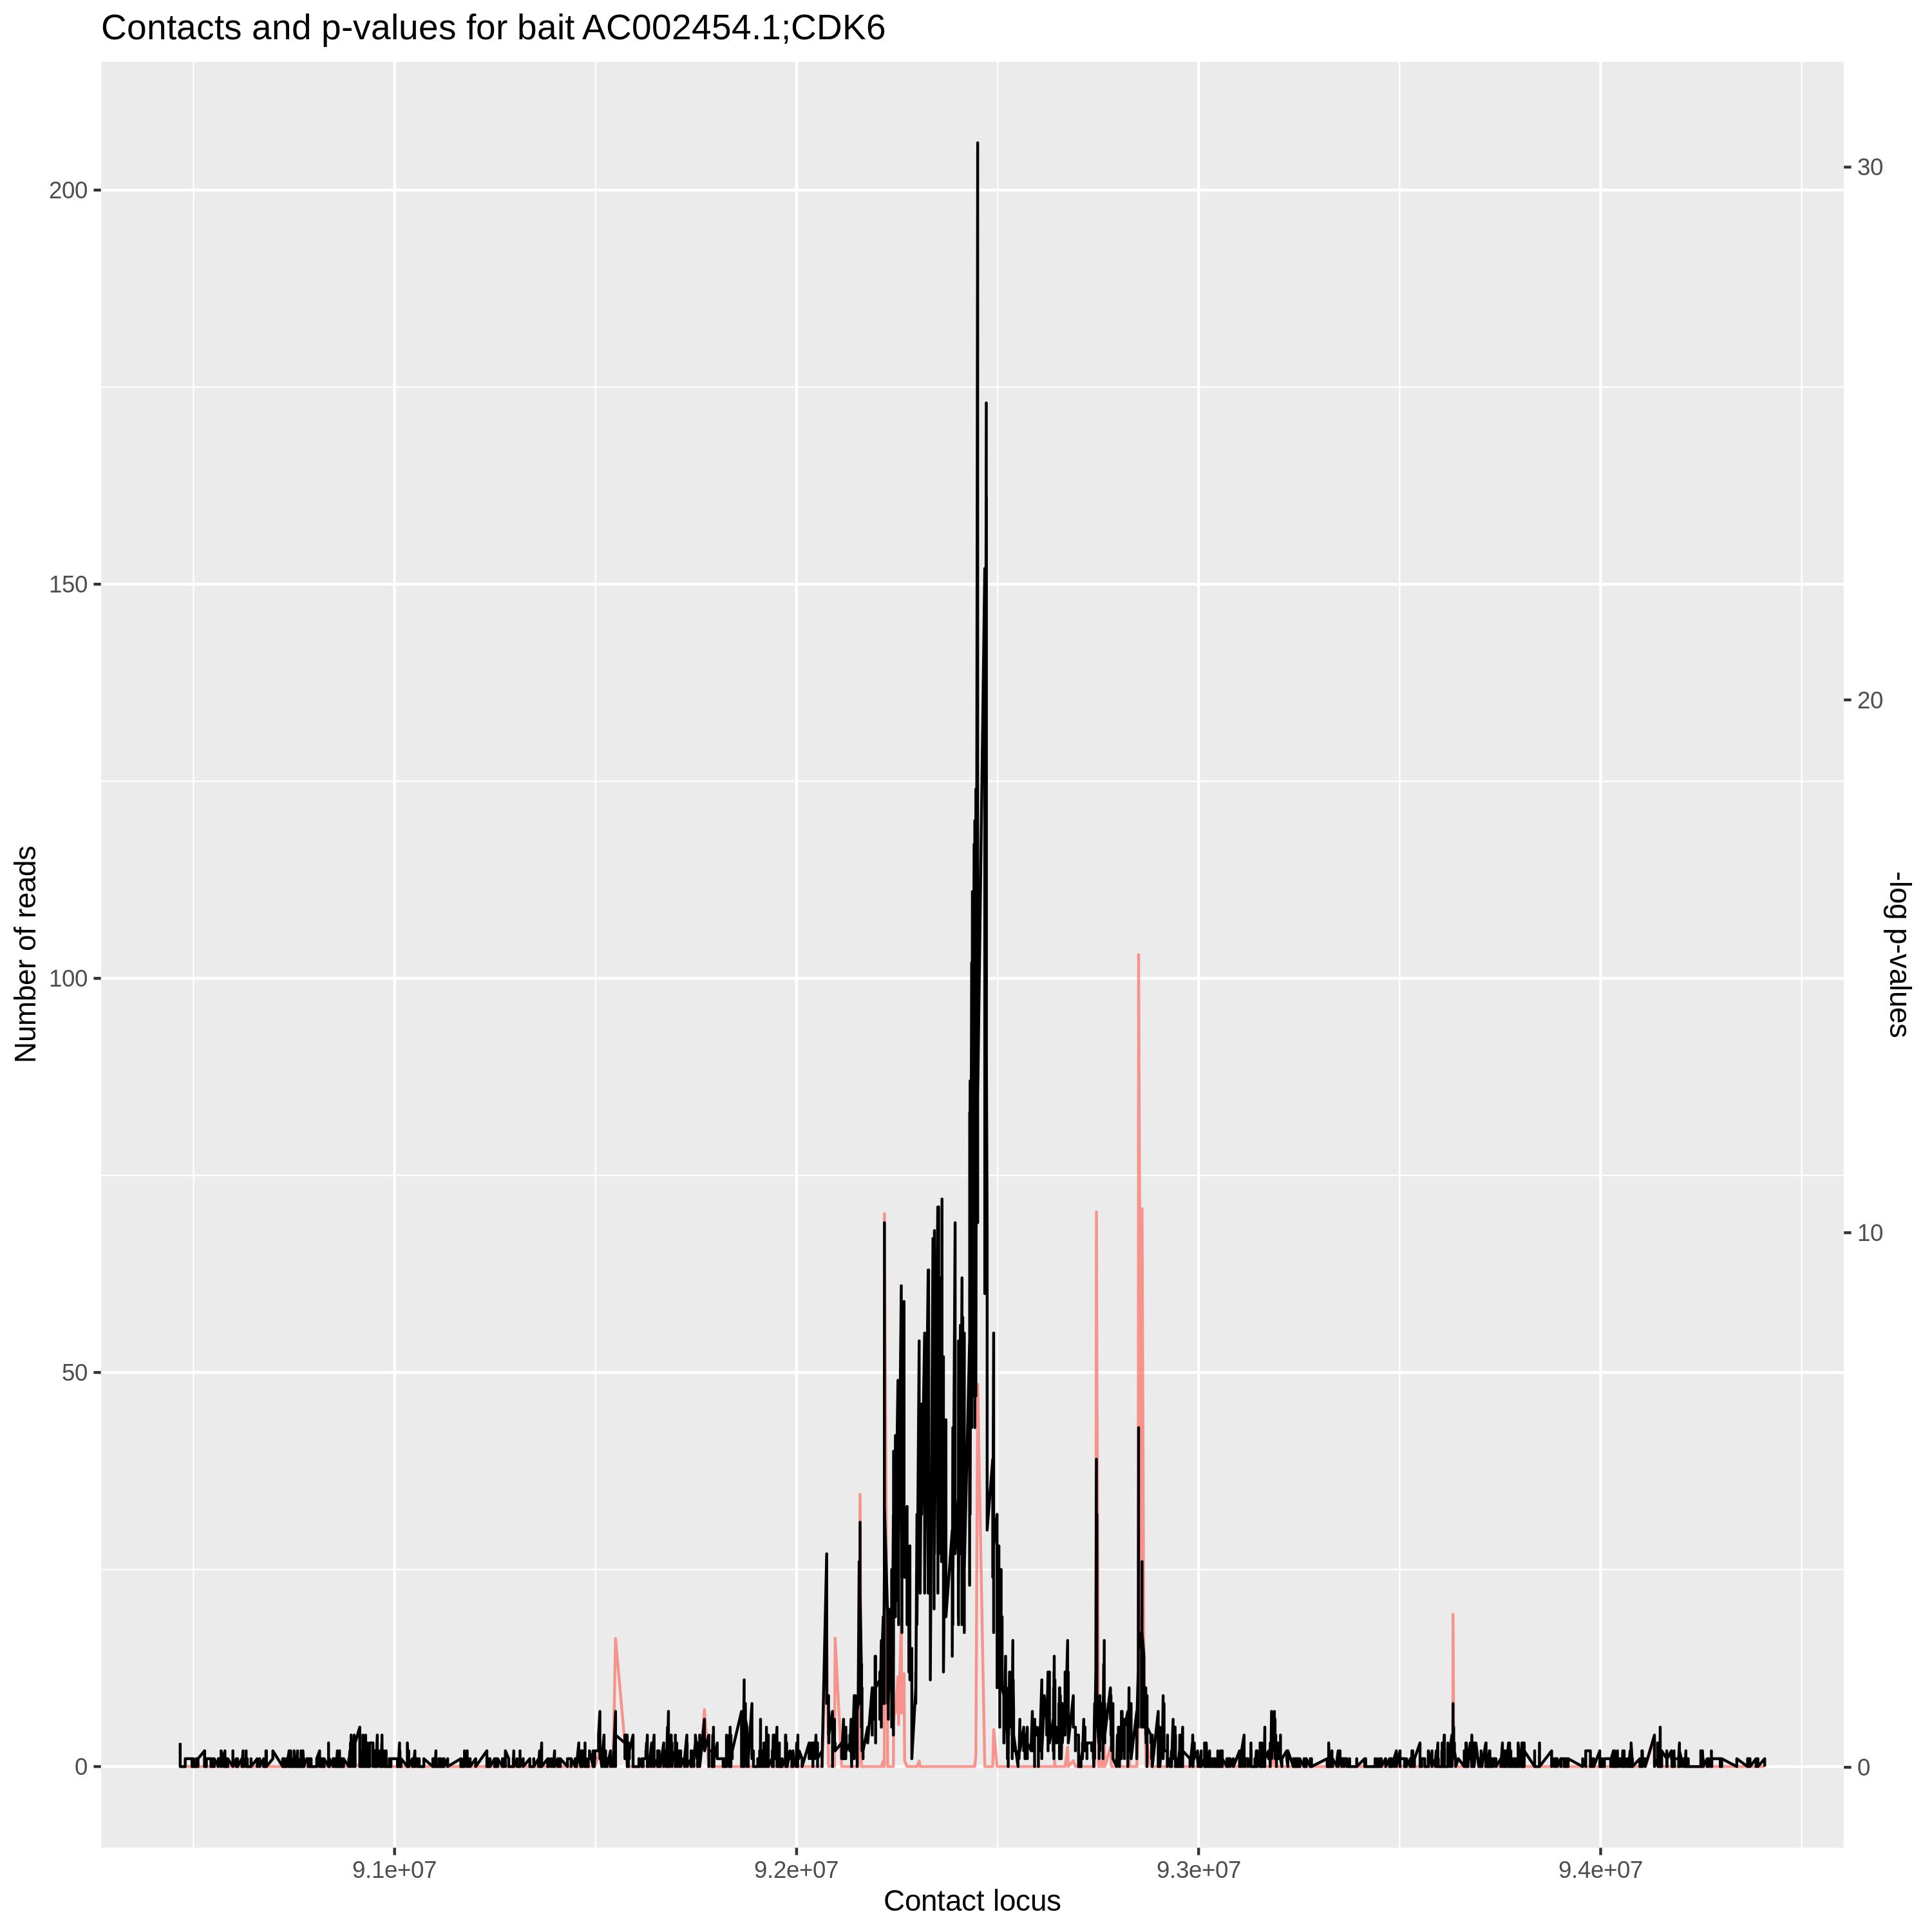 Contacts and p-values for bait AC002454.1;CDK6
200
150
100
50
0
Number of reads
30
20
10
0
-log p-values
9.1e+07 9.2e+07 9.3e+07 9.4e+07
Contact locus